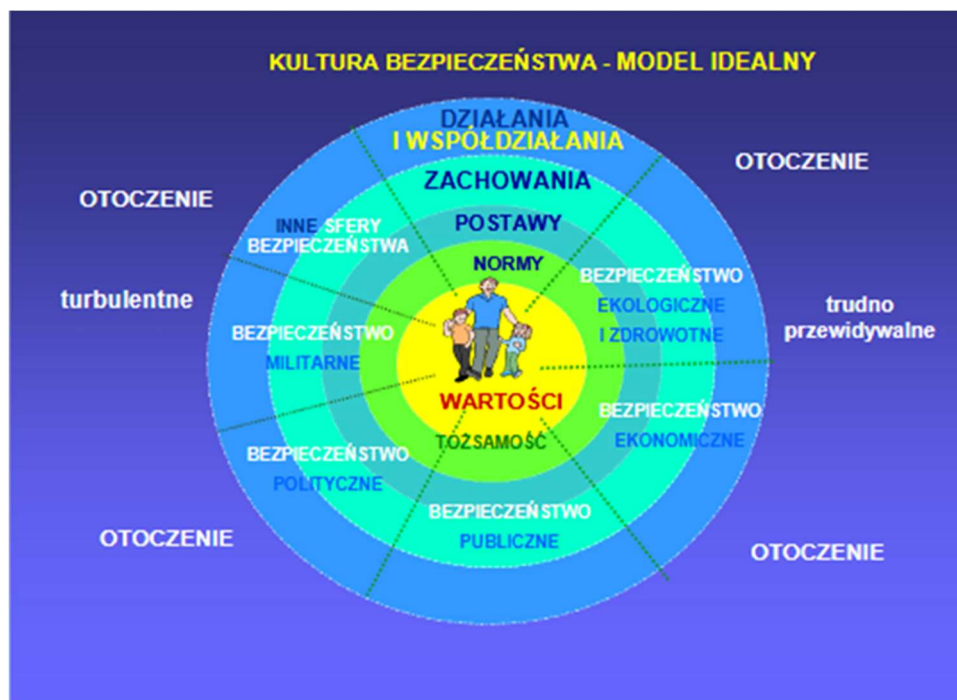 KULTURA BEZPIECZEŃSTWA - MODEL IDEALNY
DZIAŁANIA
I WSPÓŁDZIAŁANIA
ZACHOWANIA
POSTAWY
NORMY
WARTOŚCI
TOŻSAMOŚĆ
OTOCZENIE
OTOCZENIE
INNE SFERY
BEZPIECZEŃSTWA
BEZPIECZEŃSTWO
EKOLOGICZNE
I ZDROWOTNE
turbulentne
trudno
przewidywalne
BEZPIECZEŃSTWO
MILITARNE
BEZPIECZEŃSTWO
EKONOMICZNE
BEZPIECZEŃSTWO
POLITYCZNE
BEZPIECZEŃSTWO
PUBLICZNE
OTOCZENIE
OTOCZENIE